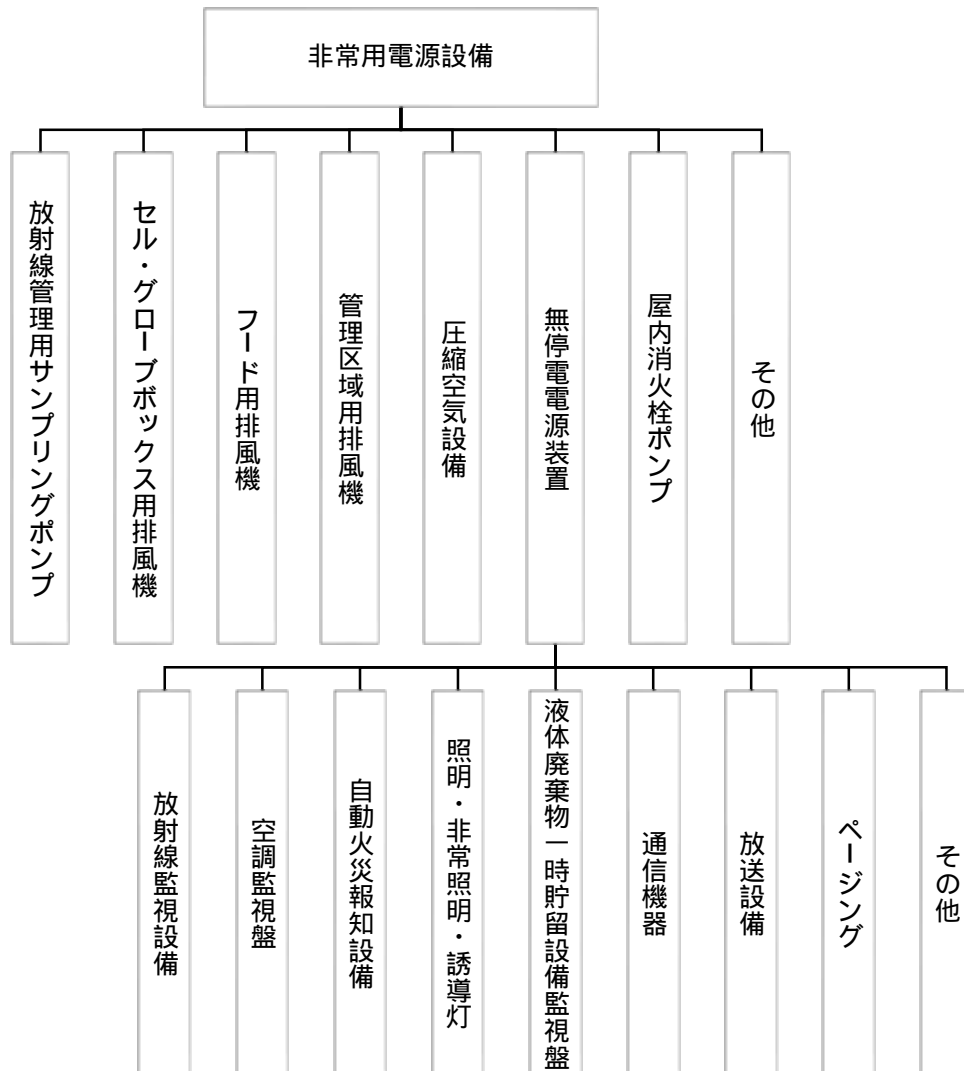 非常用電源設備
放射線管理用サンプリングポンプ
セル・グローブボックス用排風機
フード用排風機
管理区域用排風機
圧縮空気設備
無停電電源装置
屋内消火栓ポンプ
その他
放射線監視設備
空調監視盤
自動火災報知設備
照明・非常照明・誘導灯
液体廃棄物一時貯留設備監視盤
通信機器
放送設備
ページング
その他